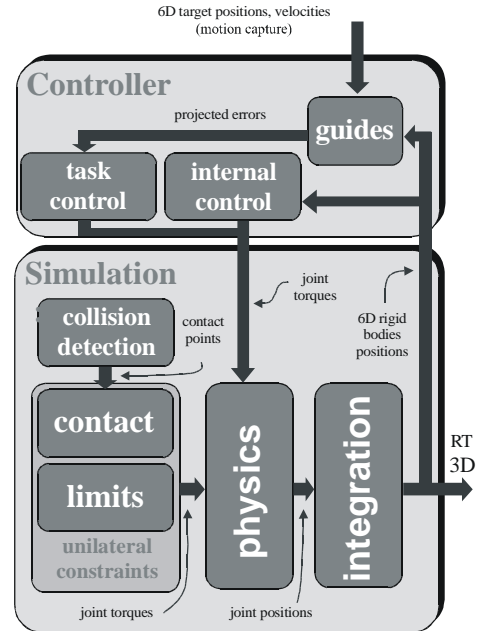 6D target positions, velocities
(motion capture)
Controller
projected errors
guides
task
control
internal
control
Simulation
joint
torques
6D rigid
bodies
positions
collision
detection
contact
points
contact
limits
unilateral
constraints
physics
integration
RT
3D
joint torques
joint positions